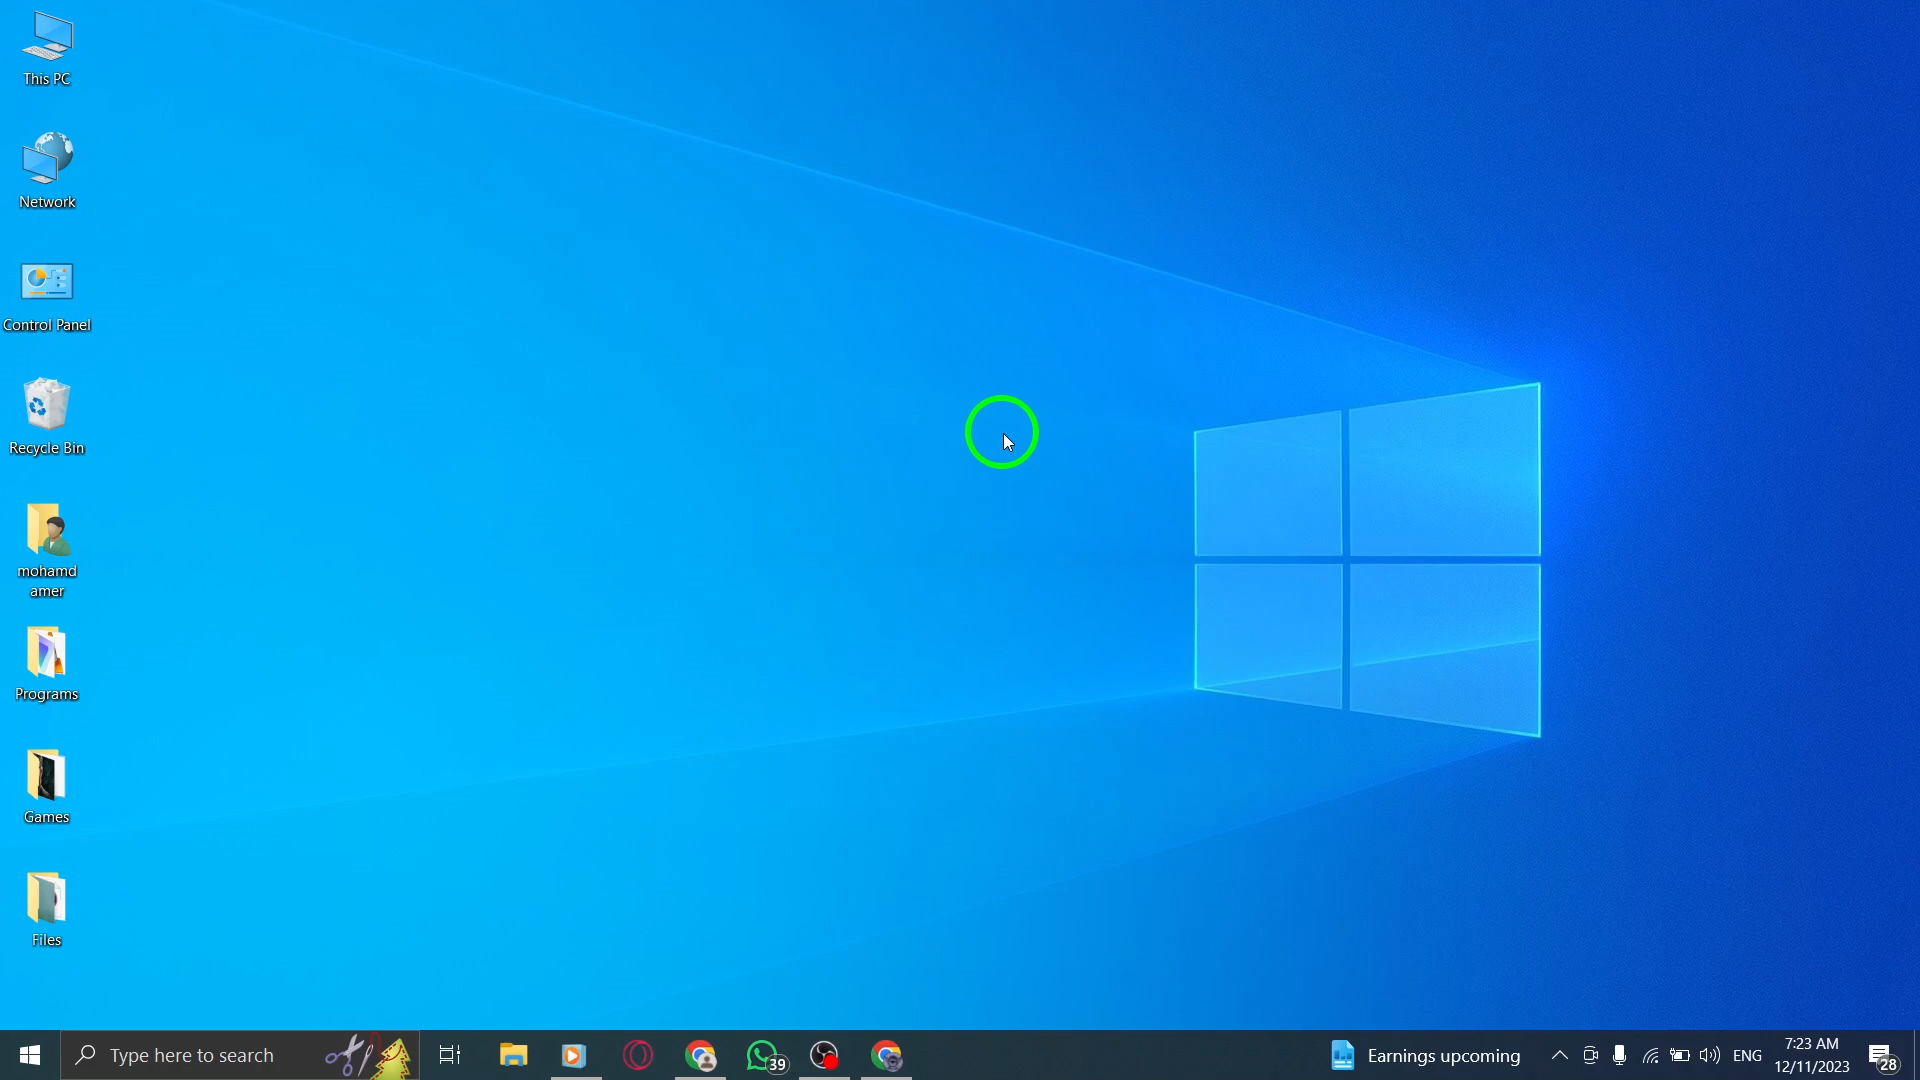 This PC
Network
Control Panel
Recycle Bin
mohamd
amer
Programs
Games
Files
Type here to search
39
Earnings upcoming
ENG
7:23 AM
12/11/2023
28